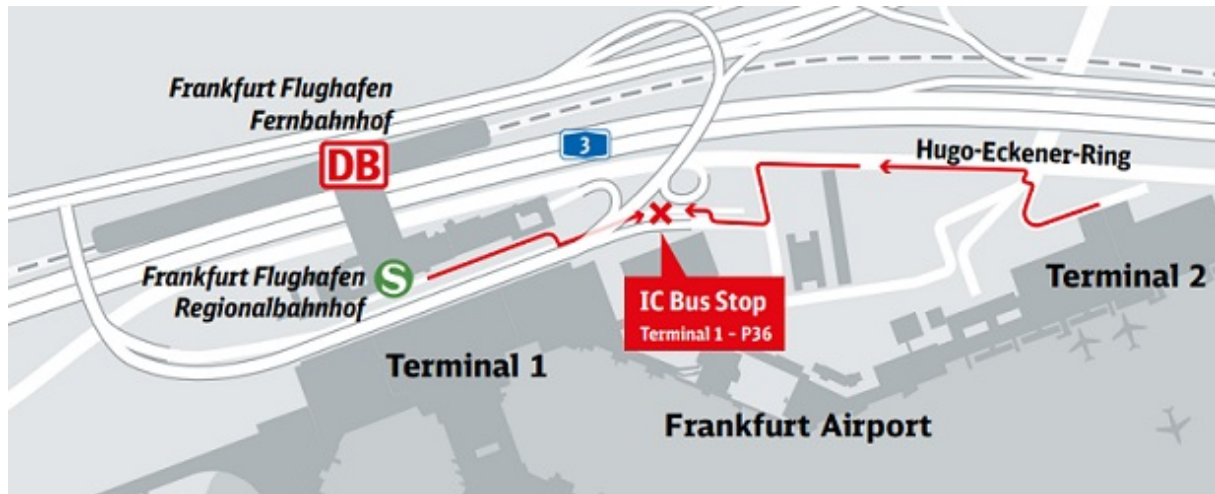 Frankfurt Flughafen
Fernbahnhof
DB
3
Hugo-Eckener-Ring
Frankfurt Flughafen
Regionalbahnhof
S
IC Bus Stop
Terminal 1 - P36
Terminal 2
Terminal 1
Frankfurt Airport